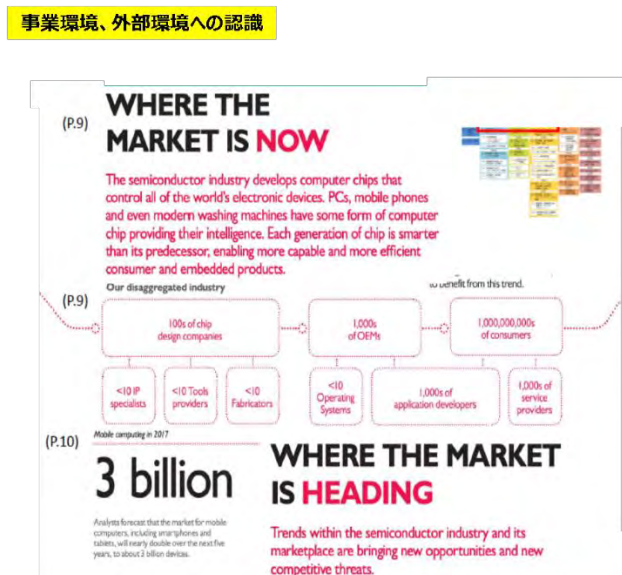 事業環境、外部環境への認識
(P.9)
WHERE THE
MARKET IS NOW
The semiconductor industry develops computer chips that
control all of the world's electronic devices. PCs, mobile phones
and even modern washing machines have some form of computer
chip providing their intelligence. Each generation of chip is smarter
than its predecessor, enabling more capable and more efficient
consumer and embedded products.
Our disaggregated industry
to benefit from this trend.
(P.9)
100s of chip
design companies
1,000s
of OEMs
1,000,000,000s
of consumers
<10 IP
specialists
<10 Tools
providers
<10
Fabricators
<10
Operating
Systems
1,000s of
application developers
1,000s of
service
providers
(P.10)
Mobile computing in 2017
3 billion
Analysts forecast that the market for mobile
computers, including smartphones and
tablets, will nearly double over the next five
years, to about 3 billion devices.
WHERE THE MARKET
IS HEADING
Trends within the semiconductor industry and its
marketplace are bringing new opportunities and new
competitive threats.